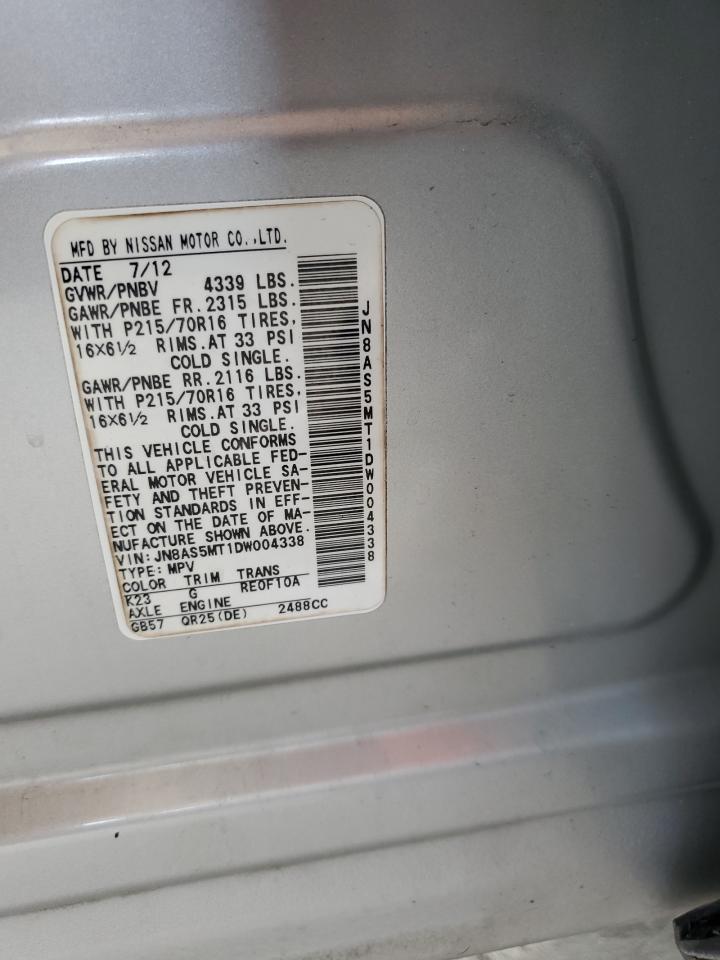 MFD BY NISSAN MOTOR CO.,LTD.
DATE 7/12
GVWR/PNBV 4339 LBS.
GAWR/PNBE FR.2315 LBS.
WITH P215/70R16 TIRES,
16X6½ RIMS.AT 33 PSI
COLD SINGLE.
GAWR/PNBE RR.2116 LBS.
WITH P215/70R16 TIRES,
16X6½ RIMS.AT 33 PSI
COLD SINGLE.
THIS VEHICLE CONFORMS
TO ALL APPLICABLE FED-
ERAL MOTOR VEHICLE SA-
FETY AND THEFT PREVEN-
TION STANDARDS IN EFF-
ECT ON THE DATE OF MA-
NUFACTURE SHOWN ABOVE.
VIN:JN8AS5MT1DW004338
TYPE:MPV
COLOR TRIM TRANS
K23 G RE0F10A
AXLE ENGINE
GB57 QR25(DE) 2488CC
JN8AS5MT1DW004338